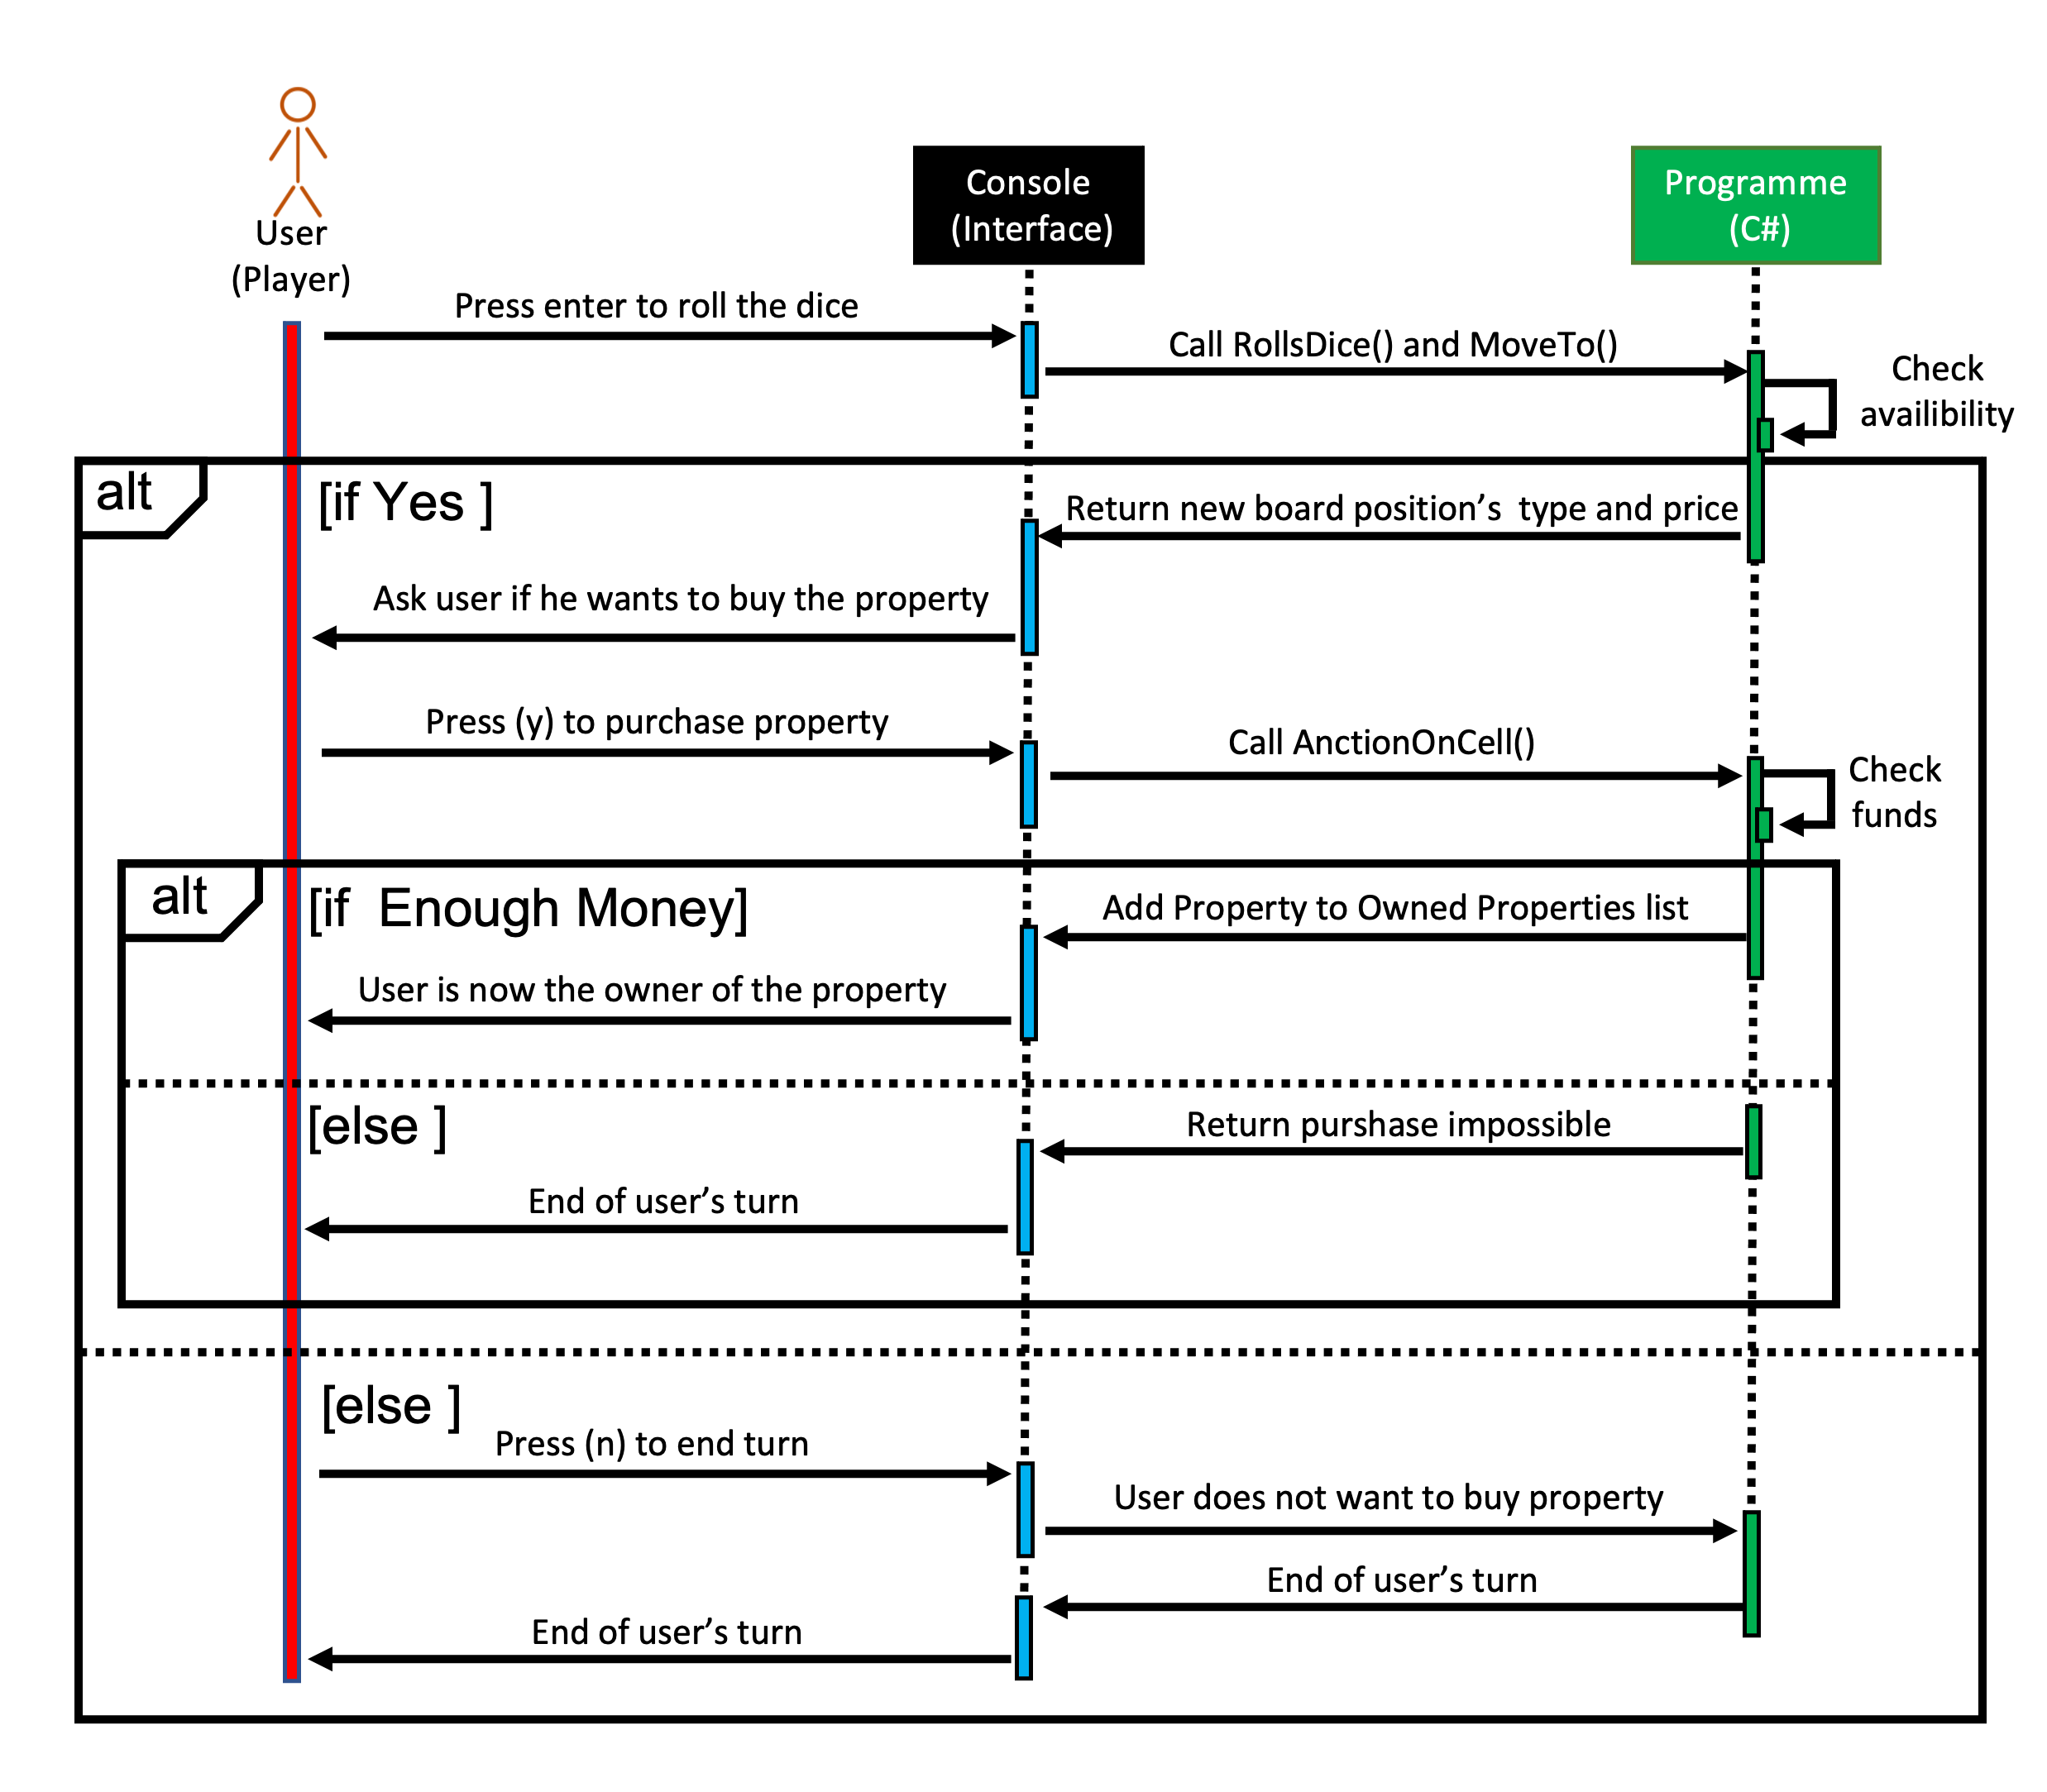 User
(Player)
Console
(Interface)
Programme
(C#)
Press enter to roll the dice
Call RollsDice() and MoveTo()
Check
availibility
alt
[if Yes ]
Return new board position’s  type and price
Ask user if he wants to buy the property
Press (y) to purchase property
Call AnctionOnCell()
Check
funds
alt
[if  Enough Money]
Add Property to Owned Properties list
User is now the owner of the property
[else ]
Return purshase impossible
End of user’s turn
[else ]
Press (n) to end turn
User does not want to buy property
End of user’s turn
End of user’s turn